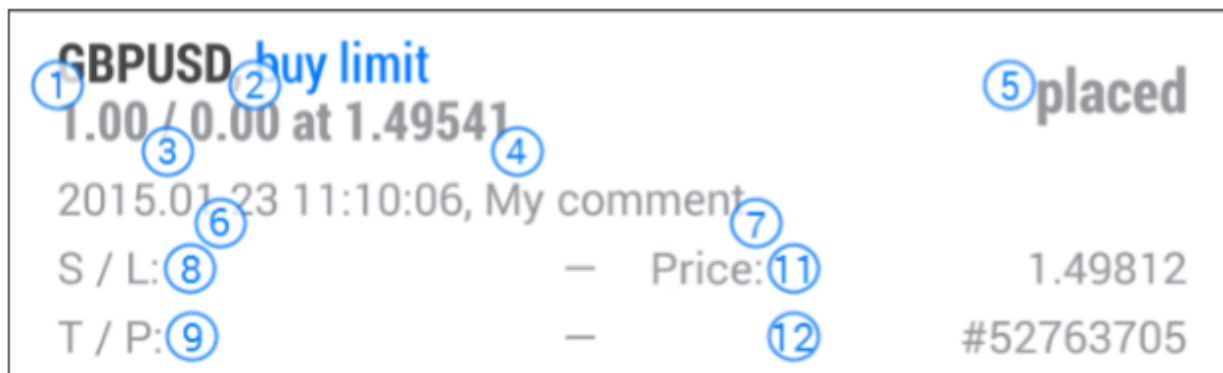 GBPUSD, buy limit
① ② ⑤ placed
1.00 / 0.00 at 1.49541
③ ④
2015.01.23 11:10:06, My comment
⑥ ⑦
S / L: ⑧ – Price: ⑪ 1.49812
T / P: ⑨ – ⑫ #52763705